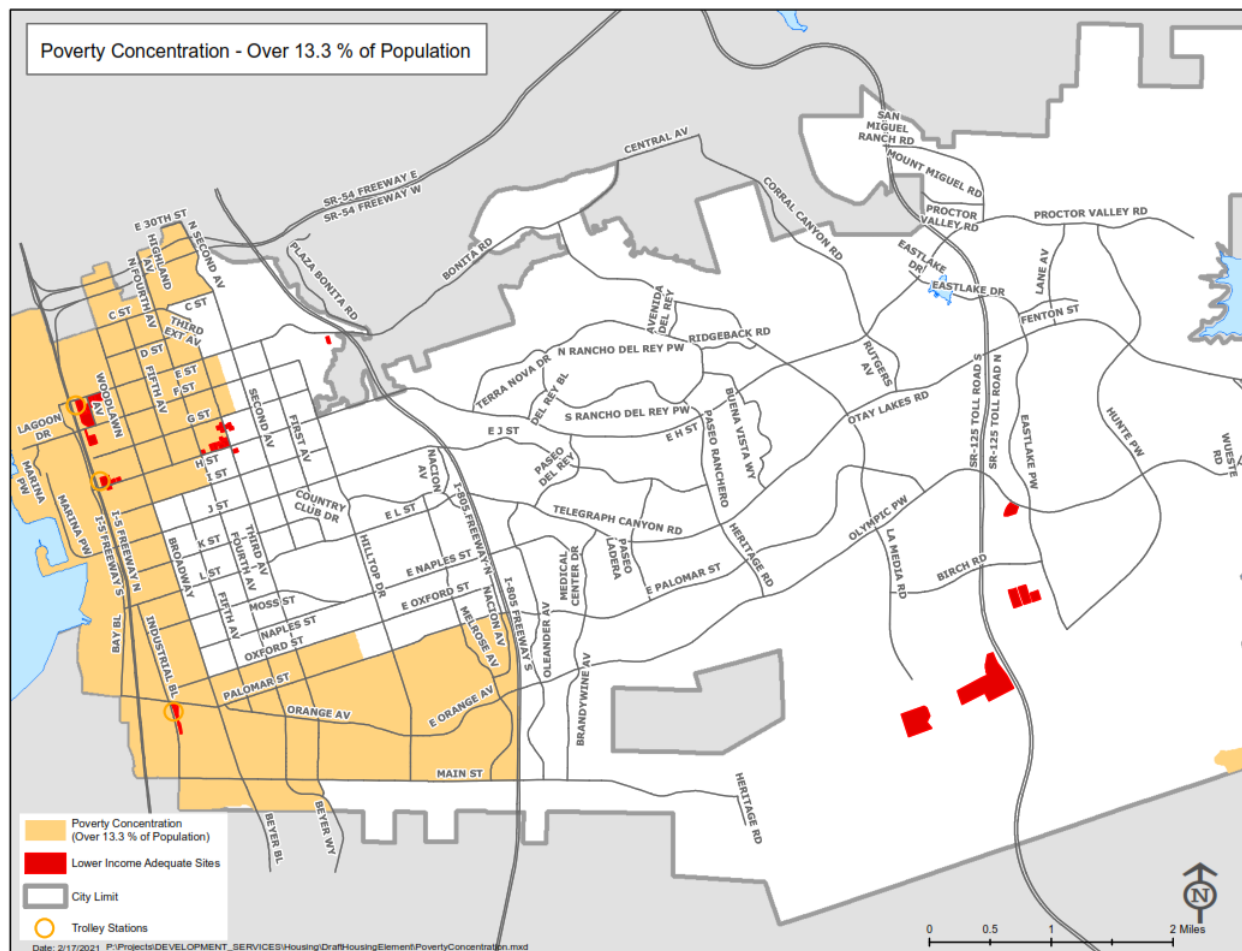 Poverty Concentration - Over 13.3 % of Population
SAN
MIGUEL
RANCH RD
MOUNT MIGUEL RD
CENTRAL AV
SR-54 FREEWAY E
SR-54 FREEWAY W
CORRAL CANYON RD
PROCTOR
VALLEY RD
PROCTOR VALLEY RD
E 30TH ST
HIGHLAND
AV
N SECOND AV
N FOURTH AV
PLAZA BONITA RD
BONITA RD
EASTLAKE
DR
EASTLAKE DR
LANE AV
FENTON ST
C ST
C ST
THIRD
EXT AV
AVENIDA
DEL REY
RIDGEBACK RD
N RANCHO DEL REY PW
RUTGERS
AV
D ST
E ST
F ST
FIFTH AV
WOODLAWN
AV
TERRA NOVA DR
DEL REY BL
SR-125 TOLL ROAD S
SR-125 TOLL ROAD N
LAGOON
DR
G ST
SECOND AV
FIRST AV
S RANCHO DEL REY PW
BUENA VISTA WY
OTAY LAKES RD
HUNTE PW
E J ST
E H ST
PASEO RANCHERO
EASTLAKE PW
WUESTE
RD
MARINA
PW
H ST
I ST
NACION
AV
PASEO
DEL REY
MARINA PW
J ST
COUNTRY
CLUB DR
E L ST
TELEGRAPH CANYON RD
OLYMPIC PW
I-5 FREEWAY S
I-5 FREEWAY N
BROADWAY
K ST
L ST
THIRD AV
FOURTH AV
HILLTOP DR
I-805 FREEWAY N
HERITAGE RD
LA MEDIA RD
BIRCH RD
E NAPLES ST
MEDICAL
CENTER DR
PASEO
LADERA
E PALOMAR ST
MOSS ST
FIFTH AV
E OXFORD ST
NAPLES ST
OXFORD ST
MELROSE AV
NACION AV
I-805 FREEWAY S
OLEANDER AV
BAY BL
INDUSTRIAL BL
PALOMAR ST
ORANGE AV
E ORANGE AV
BRANDYWINE AV
MAIN ST
HERITAGE RD
BEYER BL
BEYER WY
Poverty Concentration
(Over 13.3 % of Population)
Lower Income Adequate Sites
City Limit
Trolley Stations
N
0 0.5 1 2 Miles
Date: 2/17/2021 P:\Projects\DEVELOPMENT_SERVICES\Housing\DraftHousingElement\PovertyConcentration.mxd